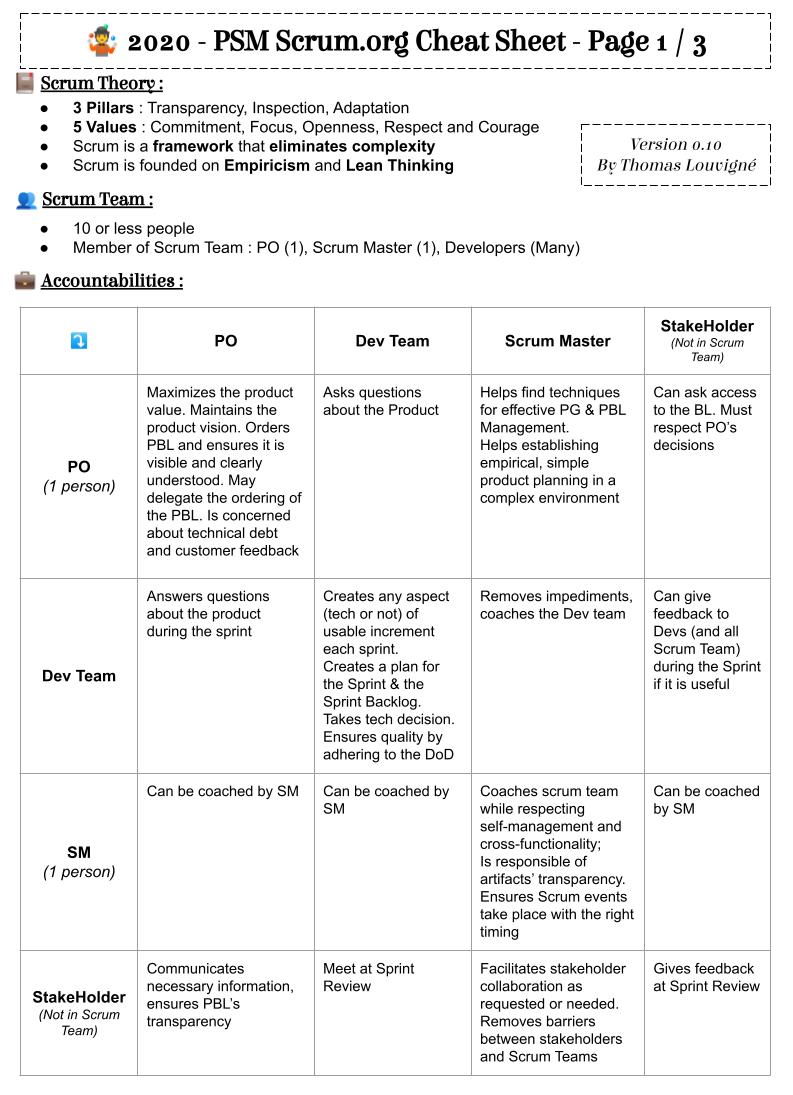 2020 - PSM Scrum.org Cheat Sheet - Page 1 / 3
Scrum Theory :
● 3 Pillars : Transparency, Inspection, Adaptation
● 5 Values : Commitment, Focus, Openness, Respect and Courage
● Scrum is a framework that eliminates complexity
● Scrum is founded on Empiricism and Lean Thinking
Version 0.10
By Thomas Louvigné
Scrum Team :
● 10 or less people
● Member of Scrum Team : PO (1), Scrum Master (1), Developers (Many)
Accountabilities :
PO
Dev Team
Scrum Master
StakeHolder
(Not in Scrum
Team)
PO
(1 person)
Maximizes the product
value. Maintains the
product vision. Orders
PBL and ensures it is
visible and clearly
understood. May
delegate the ordering of
the PBL. Is concerned
about technical debt
and customer feedback
Asks questions
about the Product
Helps find techniques
for effective PG & PBL
Management.
Helps establishing
empirical, simple
product planning in a
complex environment
Can ask access
to the BL. Must
respect PO's
decisions
Dev Team
Answers questions
about the product
during the sprint
Creates any aspect
(tech or not) of
usable increment
each sprint.
Creates a plan for
the Sprint & the
Sprint Backlog.
Takes tech decision.
Ensures quality by
adhering to the DoD
Removes impediments,
coaches the Dev team
Can give
feedback to
Devs (and all
Scrum Team)
during the Sprint
if it is useful
SM
(1 person)
Can be coached by SM
Can be coached by
SM
Coaches scrum team
while respecting
self-management and
cross-functionality;
Is responsible of
artifacts' transparency.
Ensures Scrum events
take place with the right
timing
Can be coached
by SM
StakeHolder
(Not in Scrum
Team)
Communicates
necessary information,
ensures PBL's
transparency
Meet at Sprint
Review
Facilitates stakeholder
collaboration as
requested or needed.
Removes barriers
between stakeholders
and Scrum Teams
Gives feedback
at Sprint Review